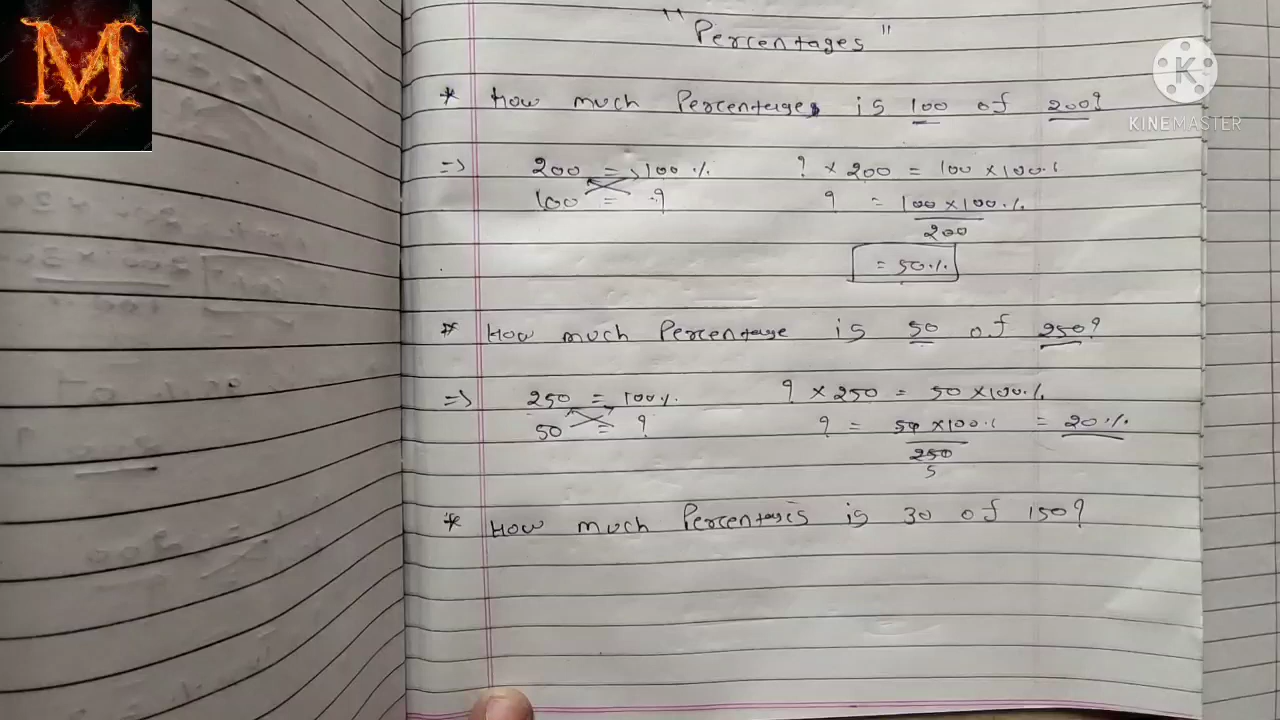 M
K
KINEMASTER
"Percentages"
* How much Percentages is 100 of 200?
=> 200 = 100% ? × 200 = 100 × 100%
100 = ? ? = 100 × 100%
200
= 50%
* How much Percentage is 50 of 250?
=> 250 = 100% ? × 250 = 50 × 100%
50 = ? ? = 50 × 100% = 20%
250
5
* How much Percentagis is 30 of 150?